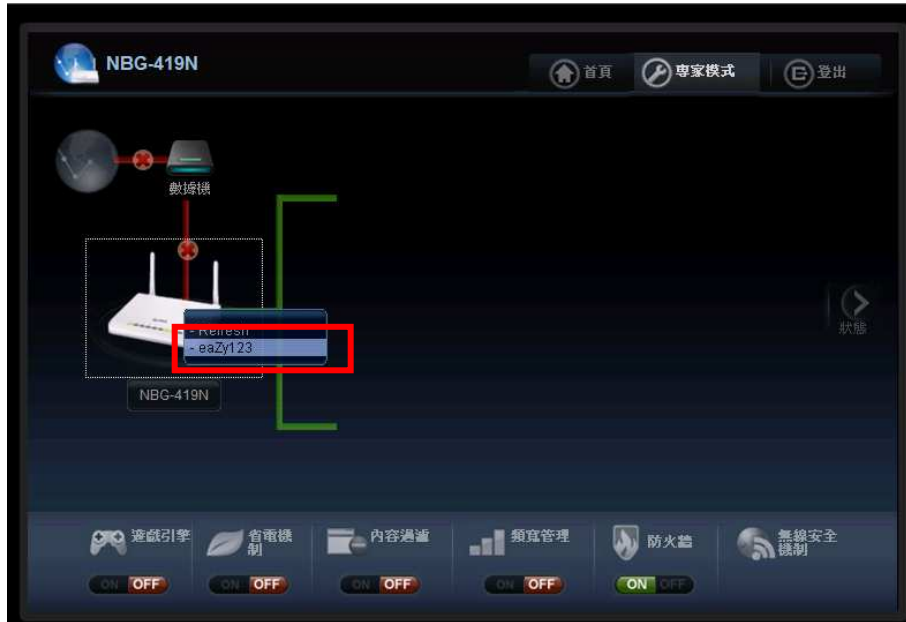 NBG-419N
首頁
專家模式
登出
數據機
- Refresh
- eaZy123
狀態
NBG-419N
遊戲引擎
省電機
制
內容過濾
頻寬管理
防火牆
無線安全
機制
ON OFF
ON OFF
ON OFF
ON OFF
ON OFF